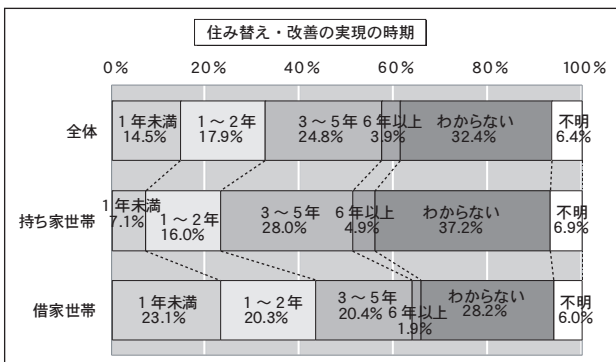 住み替え・改善の実現の時期
0% 20% 40% 60% 80% 100%
全体
1年未満
14.5%
1～2年
17.9%
3～5年
24.8%
6年以上
3.9%
わからない
32.4%
不明
6.4%
持ち家世帯
1年未満
7.1%
1～2年
16.0%
3～5年
28.0%
6年以上
4.9%
わからない
37.2%
不明
6.9%
借家世帯
1年未満
23.1%
1～2年
20.3%
3～5年
20.4%
6年以上
1.9%
わからない
28.2%
不明
6.0%